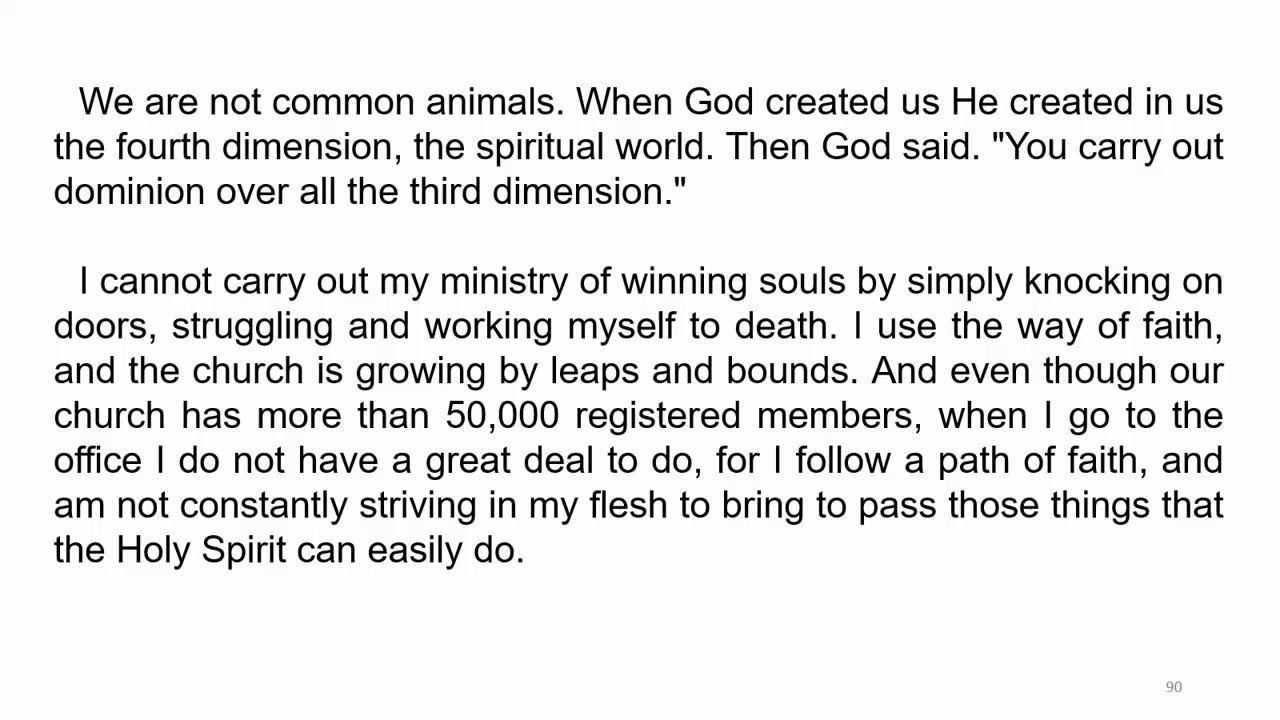 We are not common animals. When God created us He created in us
the fourth dimension, the spiritual world. Then God said. "You carry out
dominion over all the third dimension."
I cannot carry out my ministry of winning souls by simply knocking on
doors, struggling and working myself to death. I use the way of faith,
and the church is growing by leaps and bounds. And even though our
church has more than 50,000 registered members, when I go to the
office I do not have a great deal to do, for I follow a path of faith, and
am not constantly striving in my flesh to bring to pass those things that
the Holy Spirit can easily do.
90